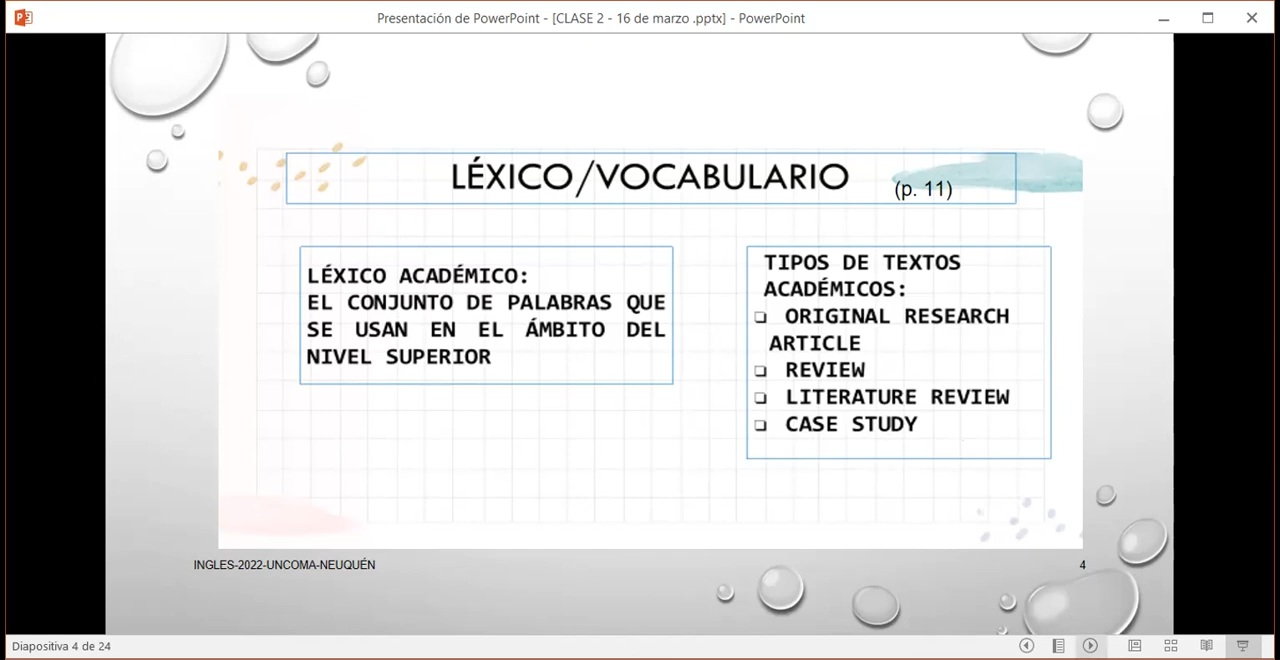 Presentación de PowerPoint - [CLASE 2 - 16 de marzo .pptx] - PowerPoint
LÉXICO/VOCABULARIO
(p. 11)
LÉXICO ACADÉMICO:
EL CONJUNTO DE PALABRAS QUE
SE USAN EN EL ÁMBITO DEL
NIVEL SUPERIOR
TIPOS DE TEXTOS
ACADÉMICOS:
❑ ORIGINAL RESEARCH
ARTICLE
❑ REVIEW
❑ LITERATURE REVIEW
❑ CASE STUDY
INGLES-2022-UNCOMA-NEUQUÉN
4
Diapositiva 4 de 24